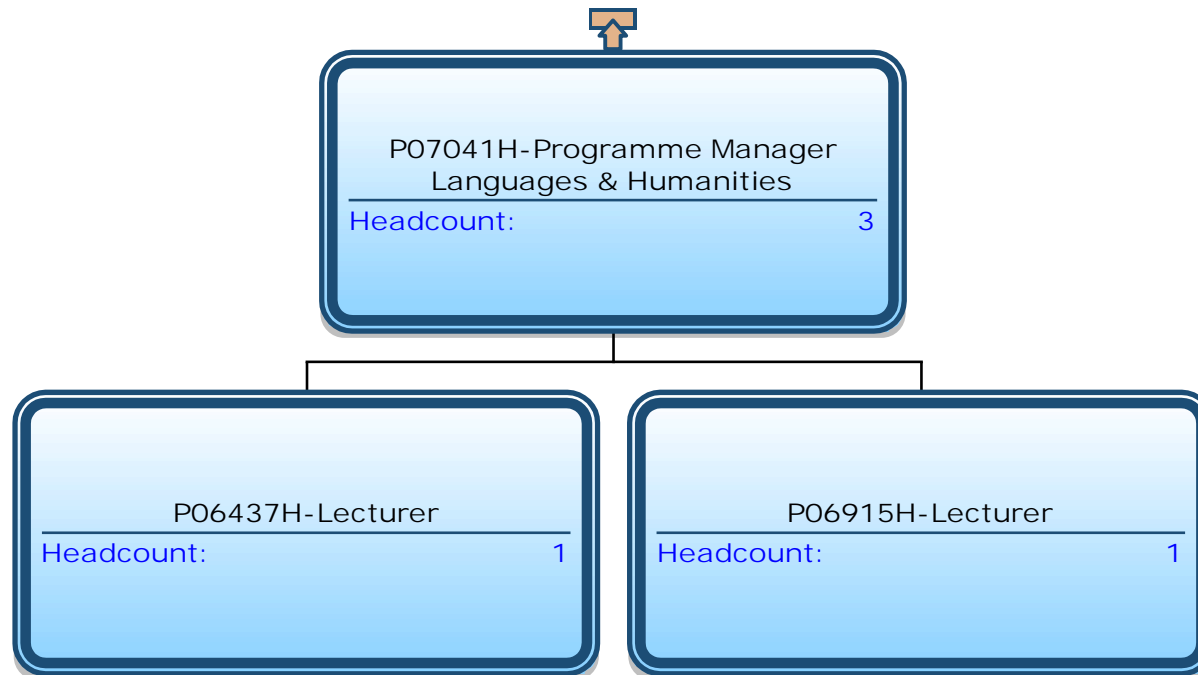 P07041H-Programme Manager
Languages & Humanities
Headcount: 3
P06437H-Lecturer
Headcount: 1
P06915H-Lecturer
Headcount: 1